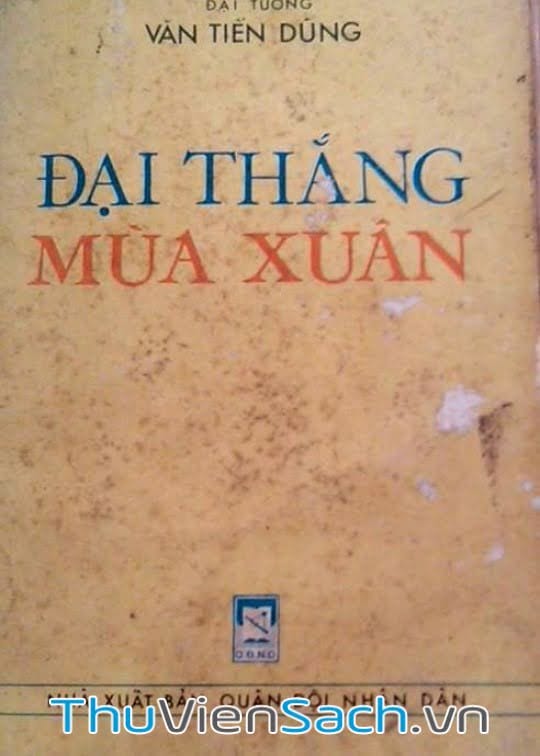 ĐẠI TƯỚNG
VĂN TIẾN DŨNG
ĐẠI THẮNG
MÙA XUÂN
Q.Đ.N.D
NHÀ XUẤT BẢN QUÂN ĐỘI NHÂN DÂN
ThuVienSach.vn